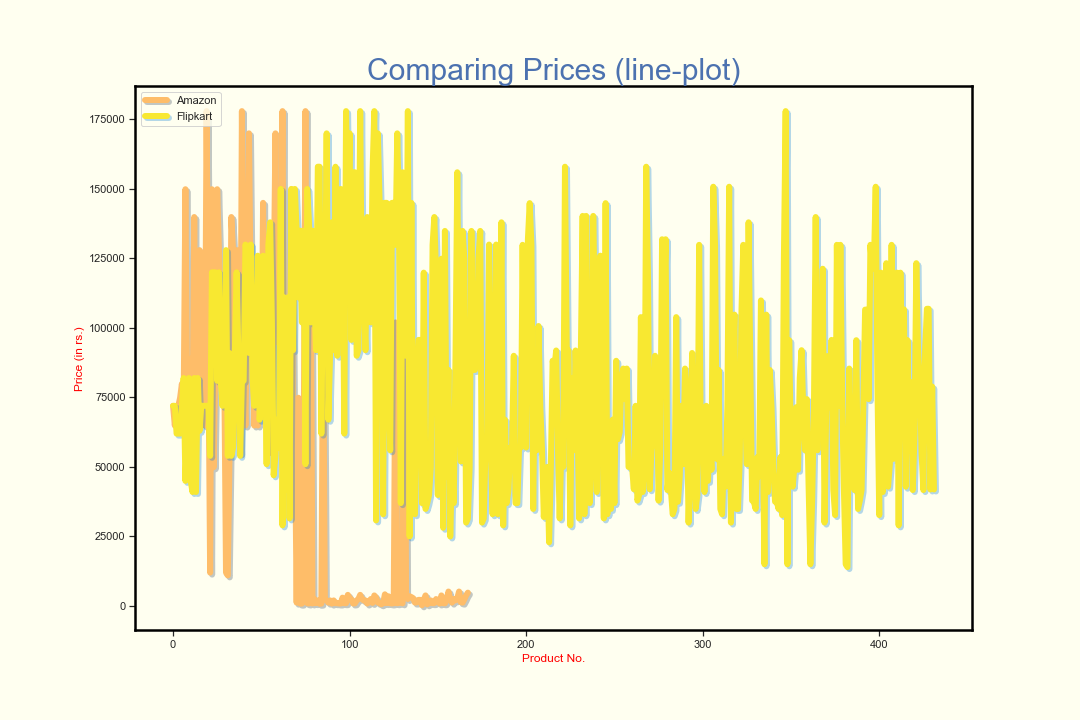 Comparing Prices (line-plot)
Amazon
Flipkart
175000
150000
125000
100000
75000
50000
25000
0
Price (in rs.)
0 100 200 300 400
Product No.